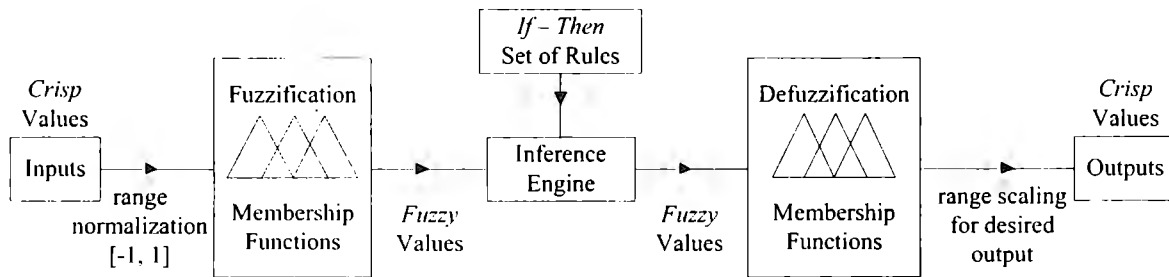 If – Then
Set of Rules
Crisp
Values
Inputs
range
normalization
[-1, 1]
Fuzzification
Membership
Functions
Fuzzy
Values
Inference
Engine
Fuzzy
Values
Defuzzification
Membership
Functions
range scaling
for desired
output
Crisp
Values
Outputs